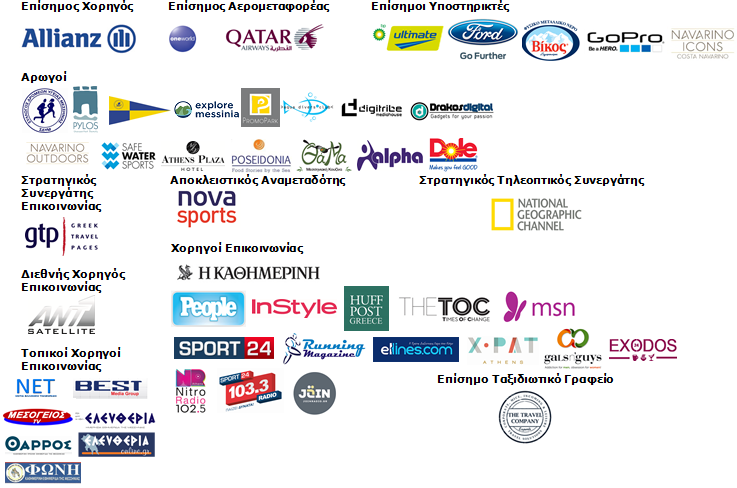 Επίσημος Χορηγός
Επίσημος Αερομεταφορέας
Επίσημοι Υποστηρικτές
Allianz
oneworld
QATAR
AIRWAYS القطرية
bp
ultimate
Ford
Go Further
ΦΥΣΙΚΟ ΜΕΤΑΛΛΙΚΟ ΝΕΡΟ
Βίκος
GoPro
Be a HERO.
NAVARINO
ICONS
COSTA NAVARINO
Αρωγοί
PYLOS
explore
messinia
PROMOPARK
digitribe
mediahouse
Drakosdigital
Gadgets for your passion
NAVARINO
OUTDOORS
SAFE
WATER
SPORTS
ATHENS PLAZA
HOTEL
POSEIDONIA
Food Stories by the Sea
alpha
Dole
Makes you feel GOOD
Στρατηγικός
Συνεργάτης
Επικοινωνίας
gtp
GREEK
TRAVEL
PAGES
Αποκλειστικός Αναμεταδότης
nova
sports
Στρατηγικός Τηλεοπτικός Συνεργάτης
NATIONAL
GEOGRAPHIC
CHANNEL
Διεθνής Χορηγός
Επικοινωνίας
ANT1
SATELLITE
Χορηγοί Επικοινωνίας
Η ΚΑΘΗΜΕΡΙΝΗ
People
InStyle
HUFF
POST
GREECE
THETOC
TIMES OF CHANGE
msn
SPORT 24
Running
Magazine
ellines.com
X-PAT
ATHENS
gals n' guys
EXODOS
Nitro
Radio
102.5
SPORT 24
103.3
RADIO
JOIN
Τοπικοί Χορηγοί
Επικοινωνίας
NET
BEST
Media Group
ΜΕΣΟΓΕΙΟΣ
TV
ΕΛΕΥΘΕΡΙΑ
ΘΑΡΡΟΣ
ΕΛΕΥΘΕΡΙΑ
online.gr
ΦΩΝΗ
Επίσημο Ταξιδιωτικό Γραφείο
THE TRAVEL
COMPANY